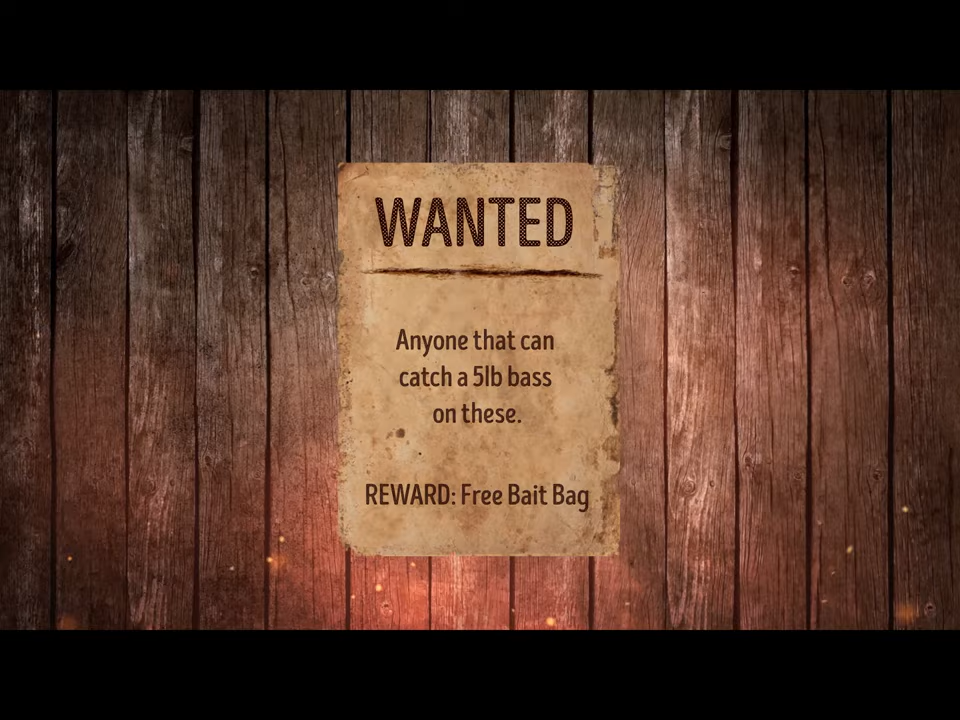 WANTED
Anyone that can
catch a 5lb bass
on these.
REWARD: Free Bait Bag